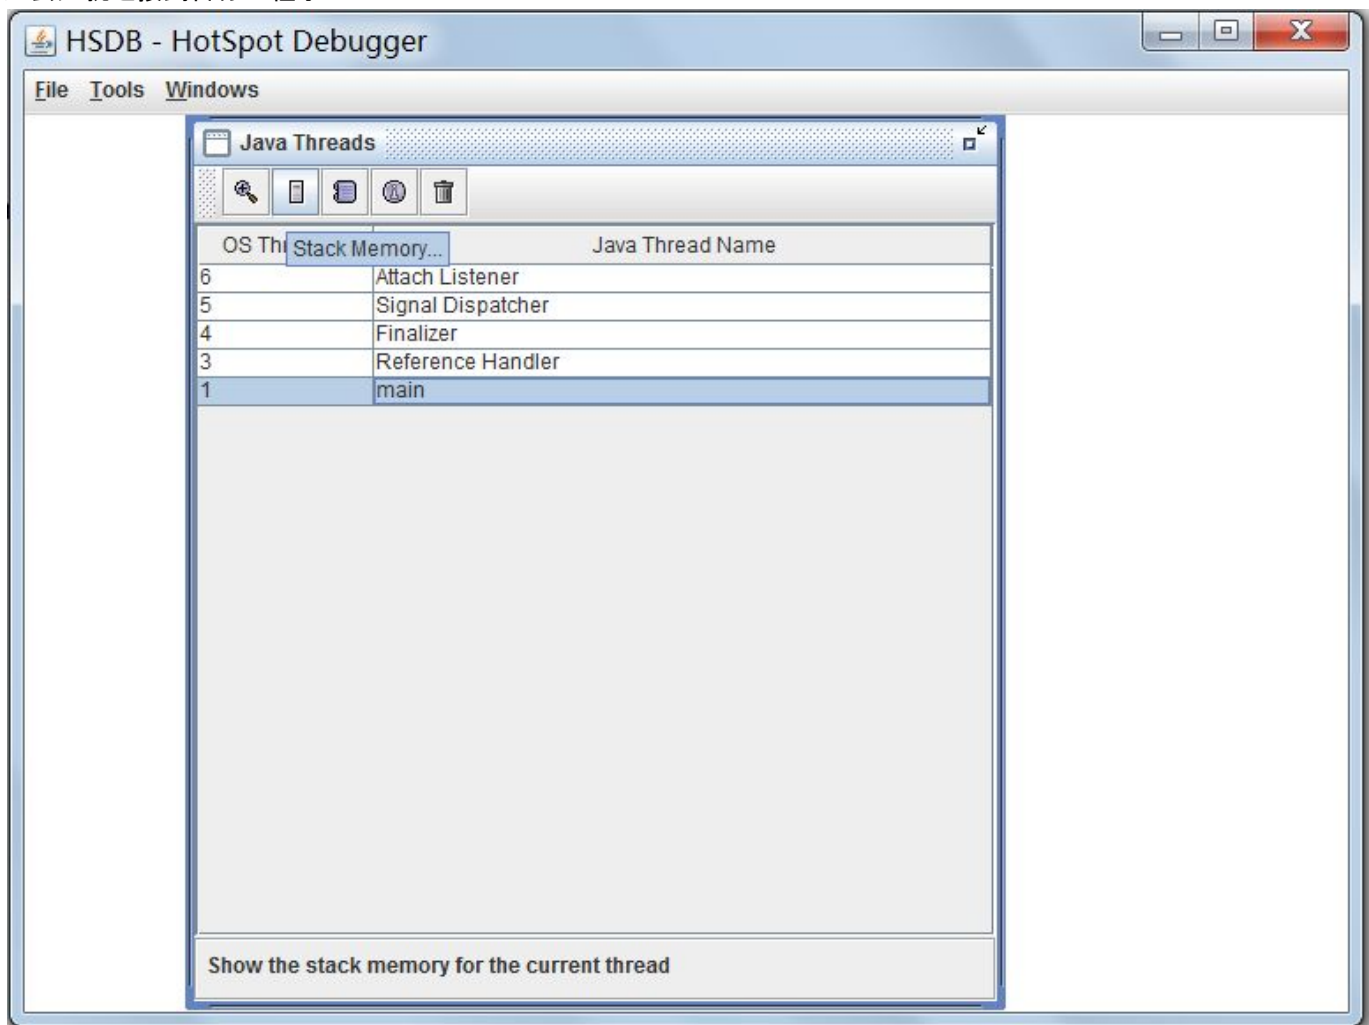 HSDB - HotSpot Debugger
File Tools Windows
Java Threads
OS Thr Java Thread Name
Stack Memory...
6 Attach Listener
5 Signal Dispatcher
4 Finalizer
3 Reference Handler
1 main
Show the stack memory for the current thread